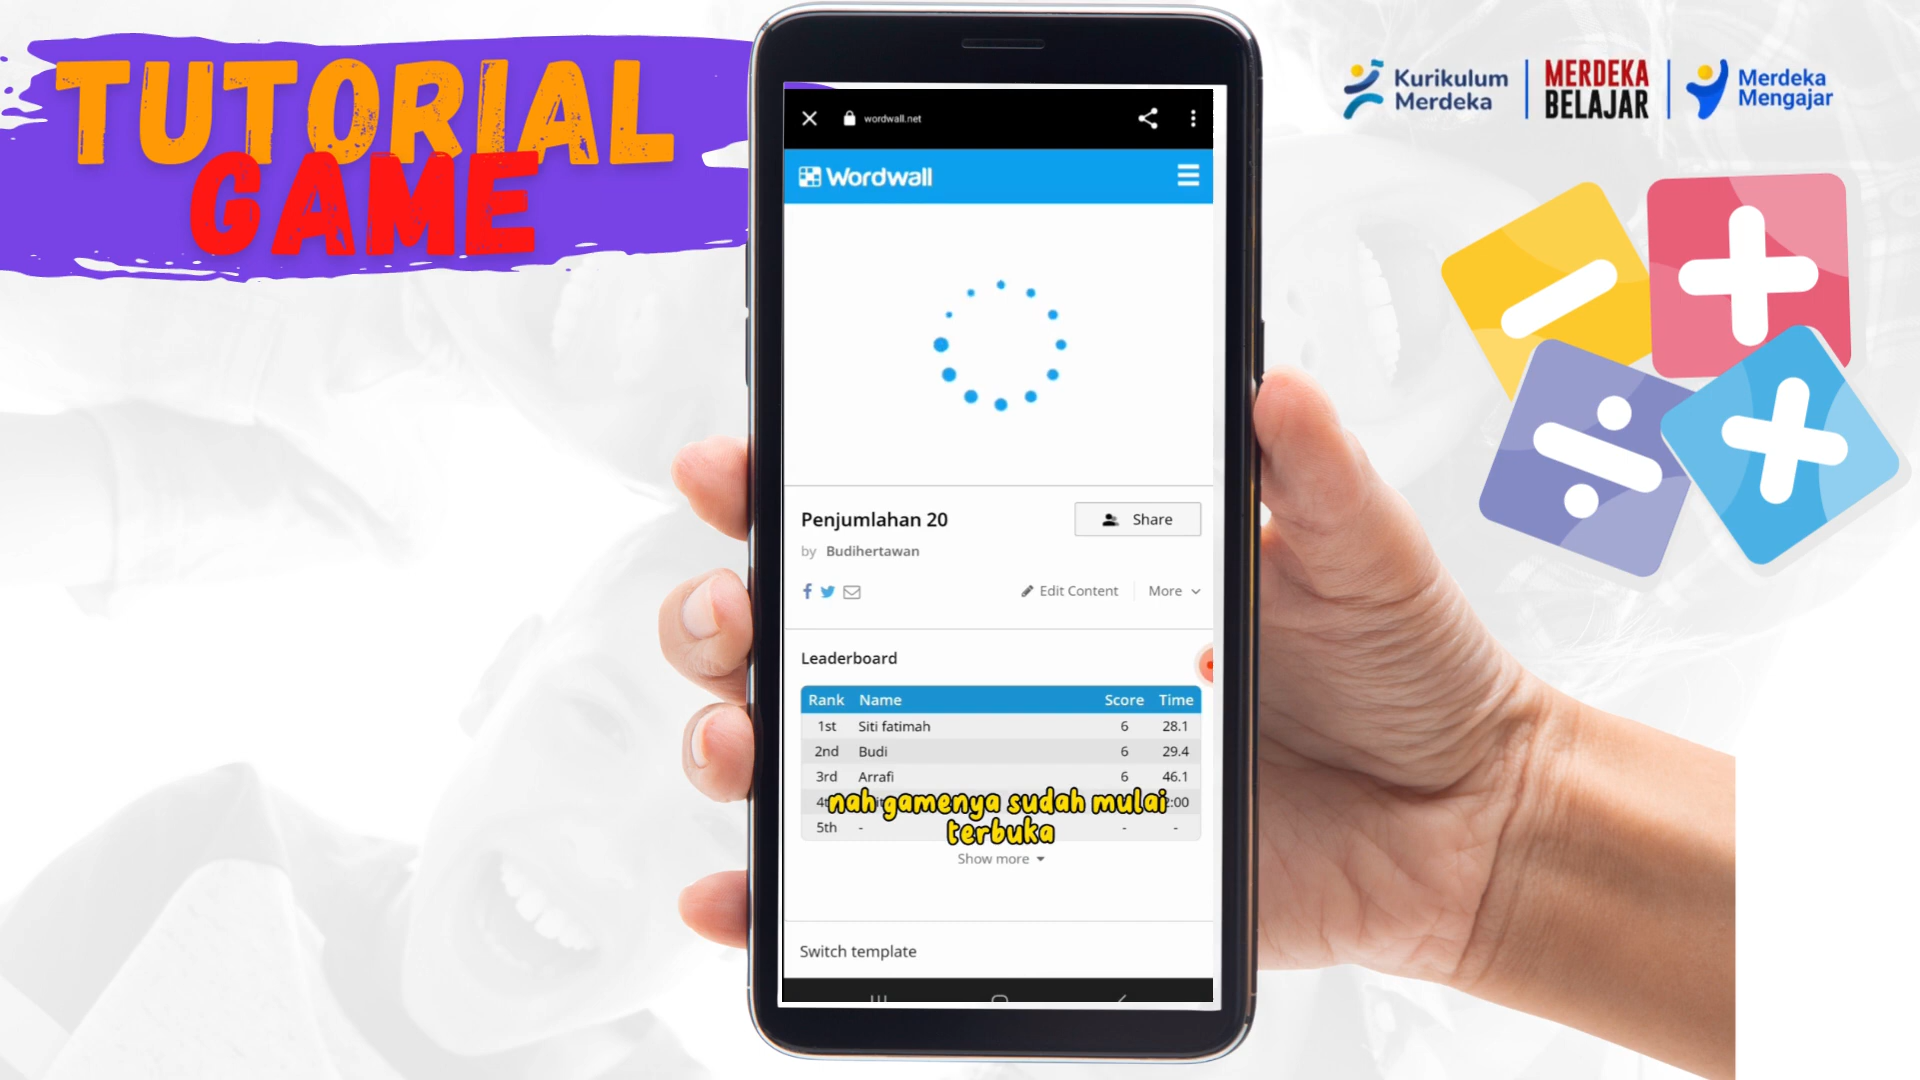 TUTORIAL
GAME
Kurikulum
Merdeka
MERDEKA
BELAJAR
Merdeka
Mengajar
wordwall.net
Wordwall
Penjumlahan 20
Share
by Budihertawan
Edit Content
More
Leaderboard
Rank Name Score Time
1st Siti fatimah 6 28.1
2nd Budi 6 29.4
3rd Arrafi 6 46.1
nah gamenya sudah mulai
terbuka
5th - - -
Show more
Switch template